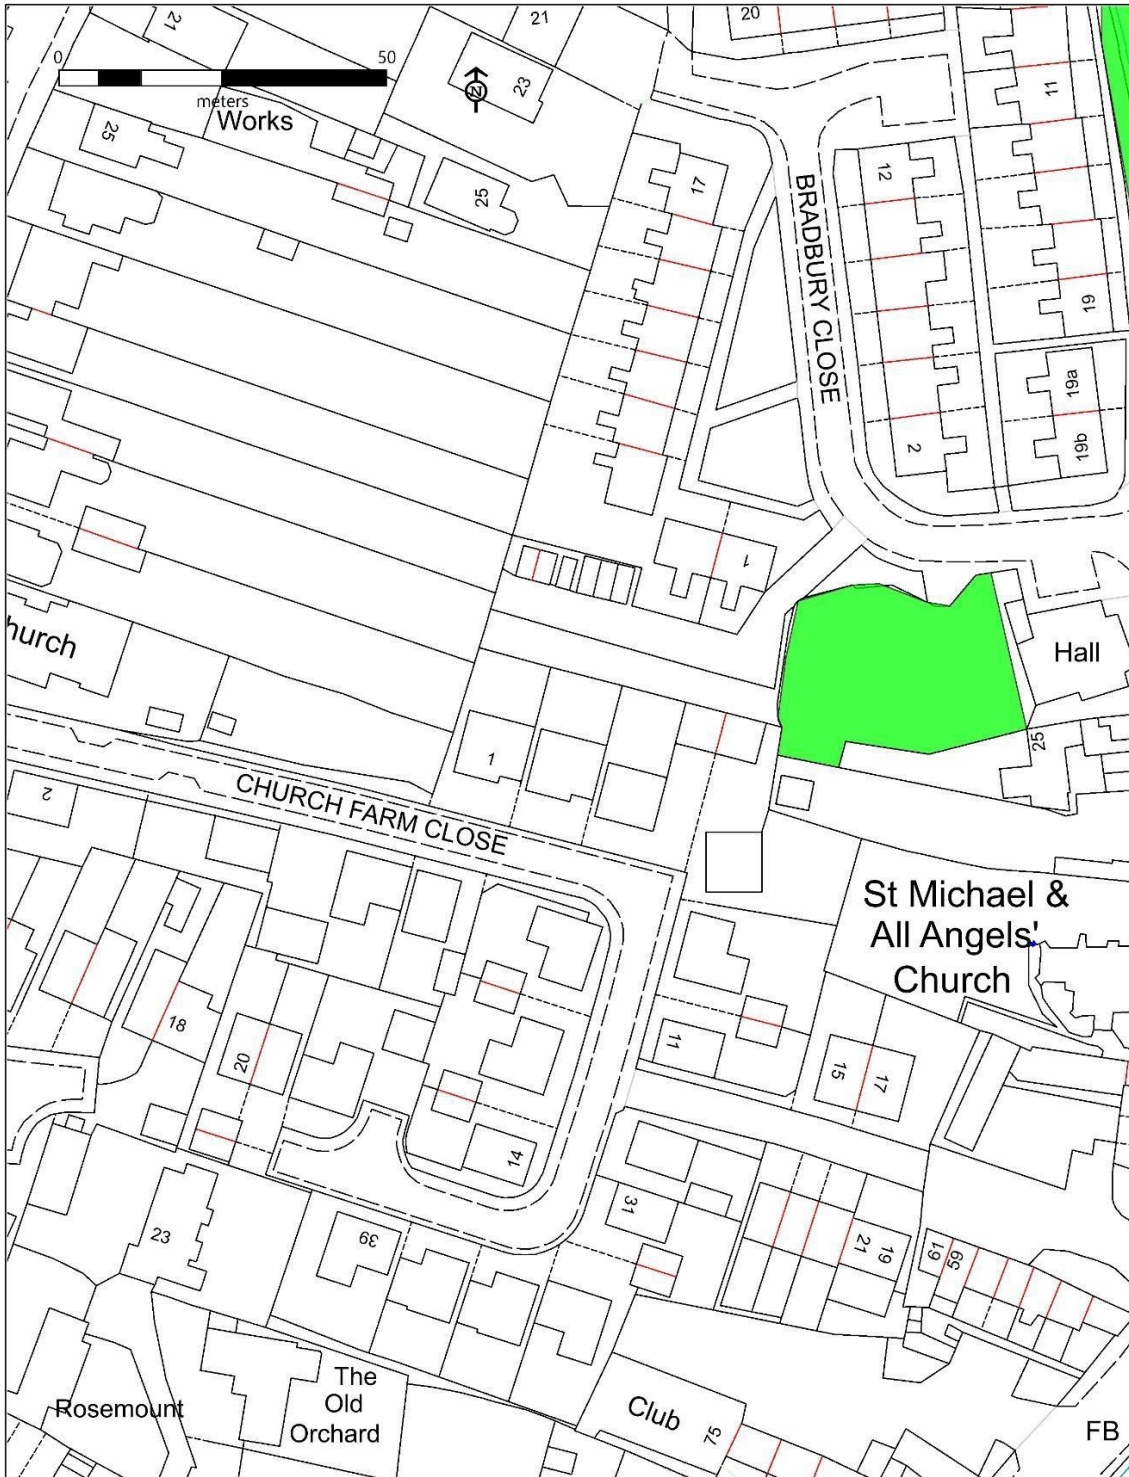 21
21
20
0
50
meters
N
23
11
Works
25
25
17
12
BRADBURY CLOSE
19
19a
2
19b
1
hurch
Hall
1
25
2
CHURCH FARM CLOSE
St Michael &
All Angels'
Church
18
20
11
15
17
14
31
39
23
21
19
61
59
The
Old
Orchard
Rosemount
Club
75
FB